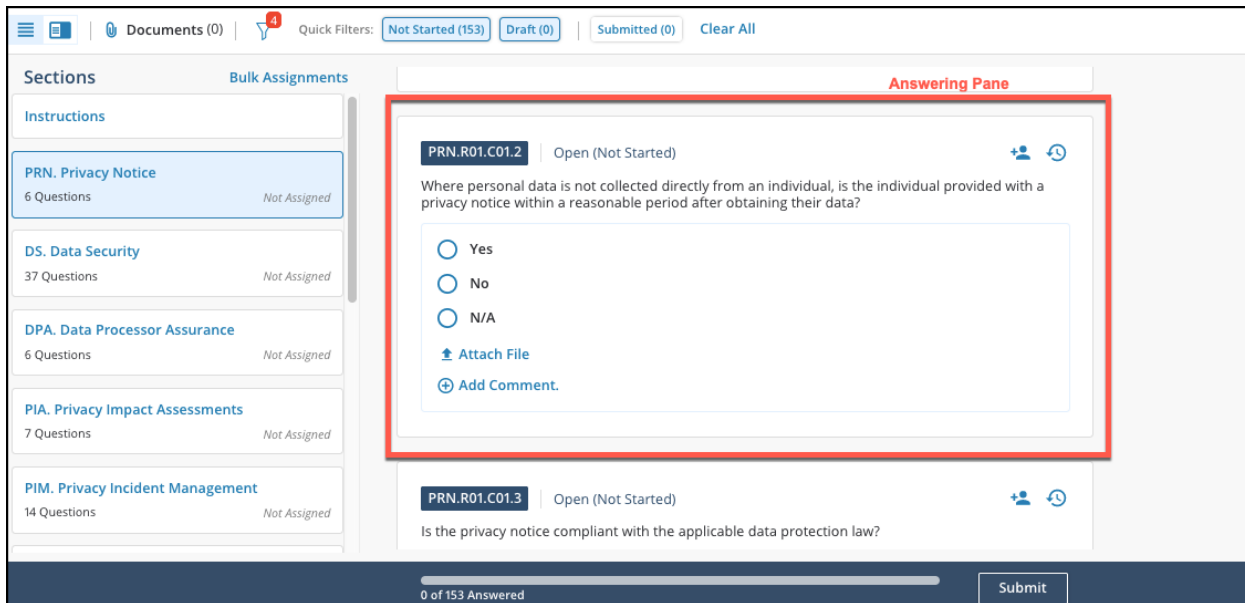 Documents (0)
4
Quick Filters:
Not Started (153)
Draft (0)
Submitted (0)
Clear All
Sections
Bulk Assignments
Instructions
PRN. Privacy Notice
6 Questions
Not Assigned
DS. Data Security
37 Questions
Not Assigned
DPA. Data Processor Assurance
6 Questions
Not Assigned
PIA. Privacy Impact Assessments
7 Questions
Not Assigned
PIM. Privacy Incident Management
14 Questions
Not Assigned
Answering Pane
PRN.R01.C01.2
Open (Not Started)
Where personal data is not collected directly from an individual, is the individual provided with a
privacy notice within a reasonable period after obtaining their data?
Yes
No
N/A
Attach File
Add Comment.
PRN.R01.C01.3
Open (Not Started)
Is the privacy notice compliant with the applicable data protection law?
0 of 153 Answered
Submit